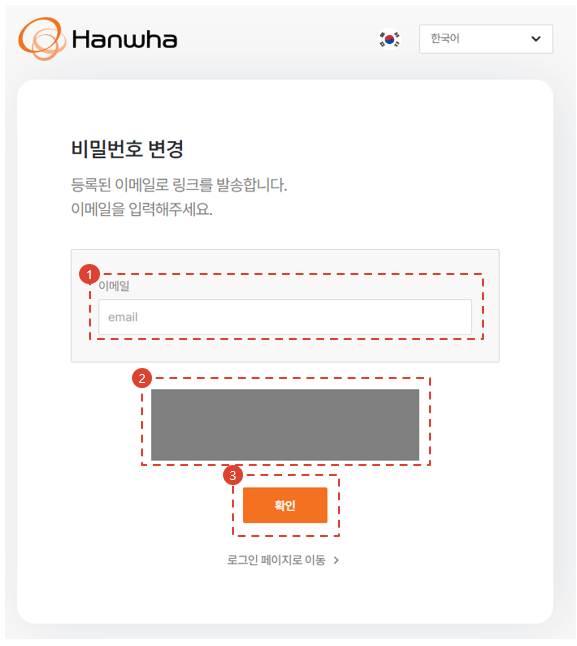 Hanwha
한국어
비밀번호 변경
등록된 이메일로 링크를 발송합니다.
이메일을 입력해주세요.
1
이메일
email
2
3
확인
로그인 페이지로 이동 >